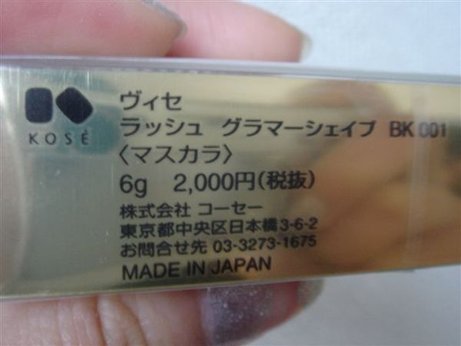 KOSÉ
ヴィセ
ラッシュ グラマーシェイプ BK 001
〈マスカラ〉
6g 2,000円(税抜)
株式会社 コーセー
東京都中央区日本橋3-6-2
お問合せ先 03-3273-1675
MADE IN JAPAN